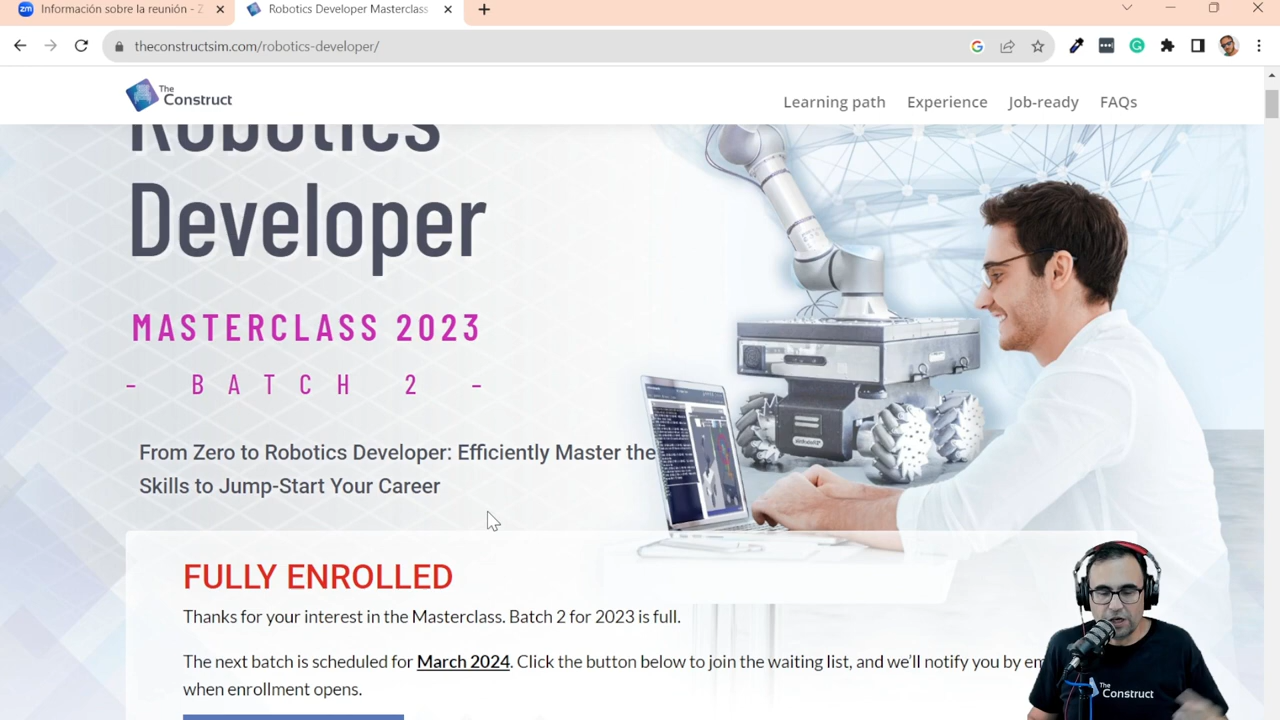 zm Información sobre la reunión - Z
Robotics Developer Masterclass
theconstructsim.com/robotics-developer/
The
Construct
Learning path
Experience
Job-ready
FAQs
Robotics
Developer
MASTERCLASS 2023
- BATCH 2 -
From Zero to Robotics Developer: Efficiently Master the
Skills to Jump-Start Your Career
FULLY ENROLLED
Thanks for your interest in the Masterclass. Batch 2 for 2023 is full.
The next batch is scheduled for March 2024. Click the button below to join the waiting list, and we'll notify you by em
when enrollment opens.
The
Construct